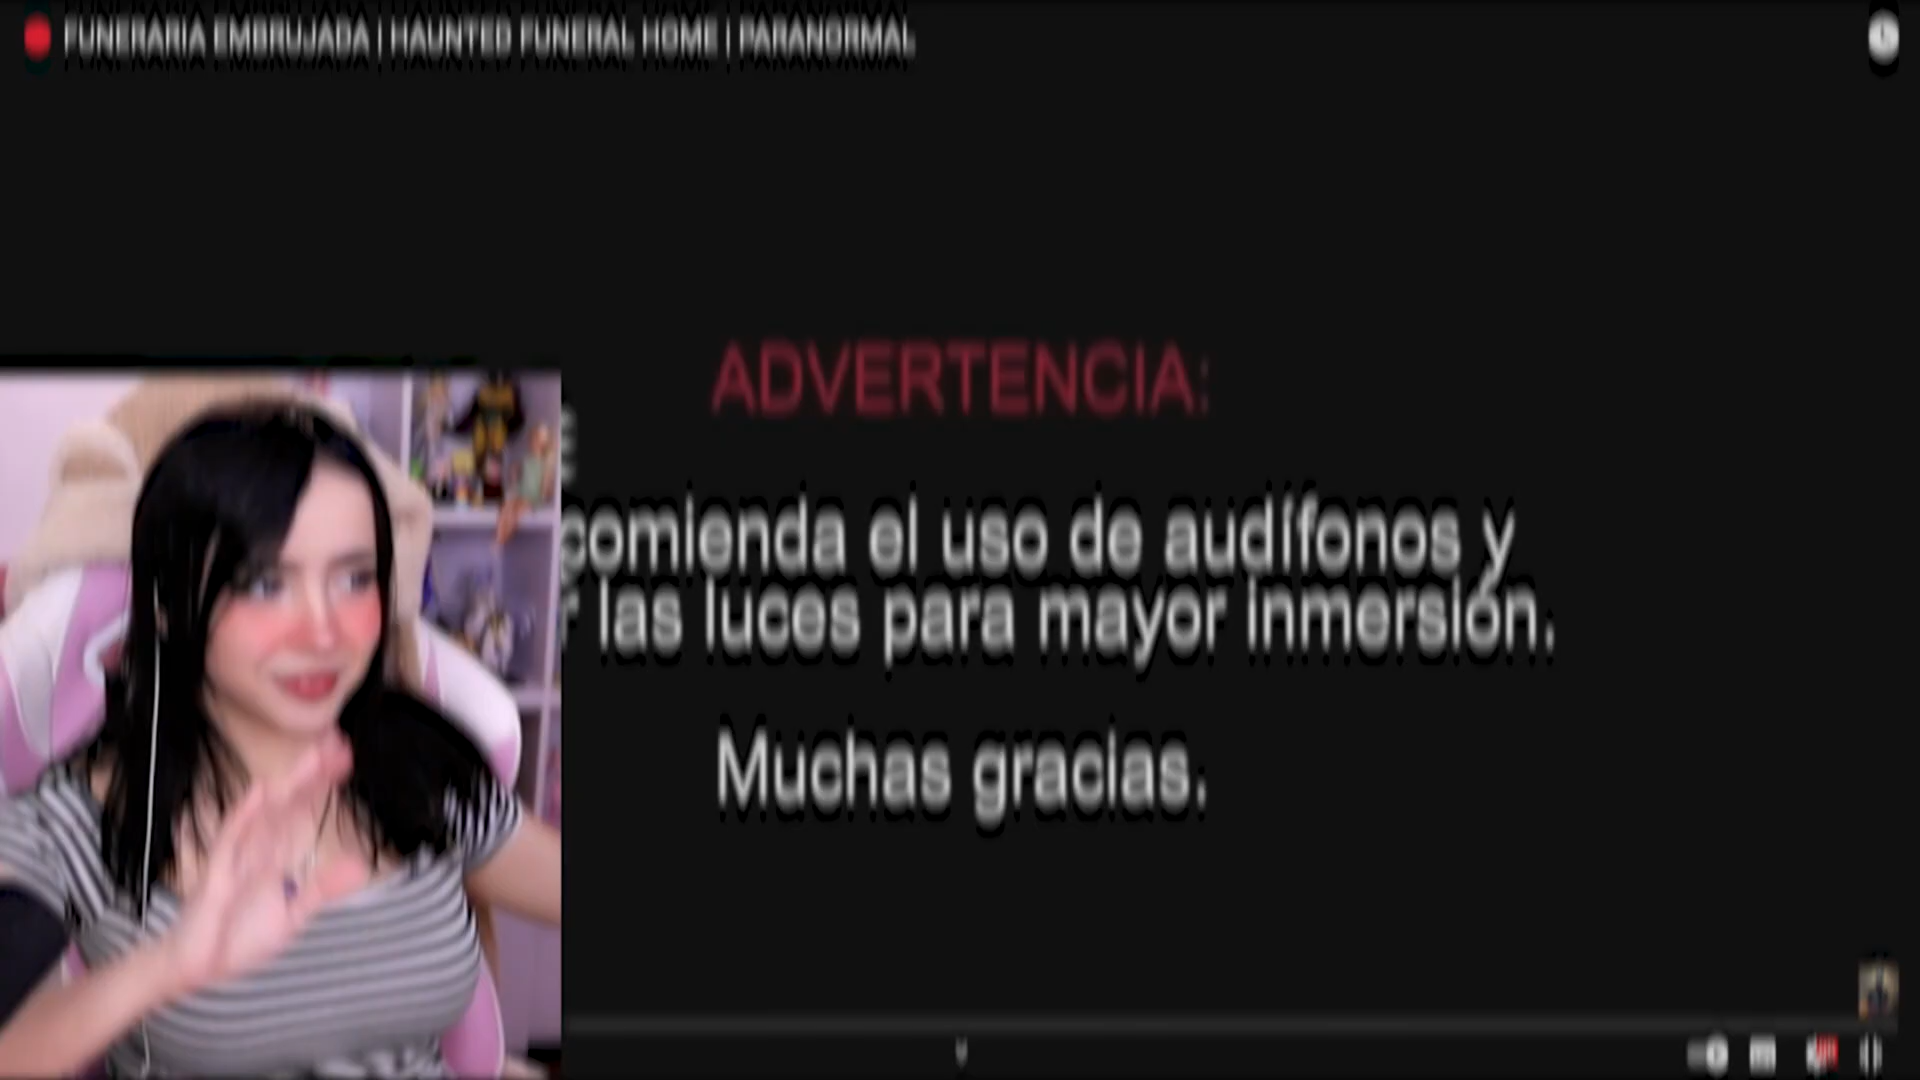 FUNERARIA EMBRUJADA | HAUNTED FUNERAL HOME | PARANORMAL
ADVERTENCIA:
comienda el uso de audífonos y
r las luces para mayor inmersión.
Muchas gracias.